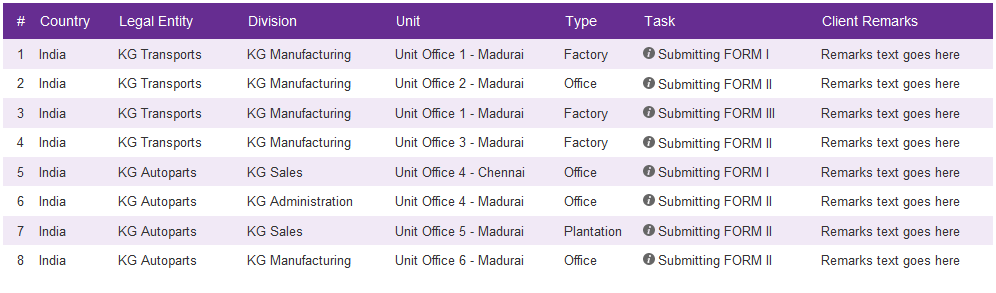 # Country Legal Entity Division Unit Type Task Client Remarks
1 India KG Transports KG Manufacturing Unit Office 1 - Madurai Factory Submitting FORM I Remarks text goes here
2 India KG Transports KG Manufacturing Unit Office 2 - Madurai Office Submitting FORM II Remarks text goes here
3 India KG Transports KG Manufacturing Unit Office 1 - Madurai Factory Submitting FORM III Remarks text goes here
4 India KG Transports KG Manufacturing Unit Office 3 - Madurai Factory Submitting FORM II Remarks text goes here
5 India KG Autoparts KG Sales Unit Office 4 - Chennai Office Submitting FORM I Remarks text goes here
6 India KG Autoparts KG Administration Unit Office 4 - Madurai Office Submitting FORM II Remarks text goes here
7 India KG Autoparts KG Sales Unit Office 5 - Madurai Plantation Submitting FORM II Remarks text goes here
8 India KG Autoparts KG Manufacturing Unit Office 6 - Madurai Office Submitting FORM II Remarks text goes here